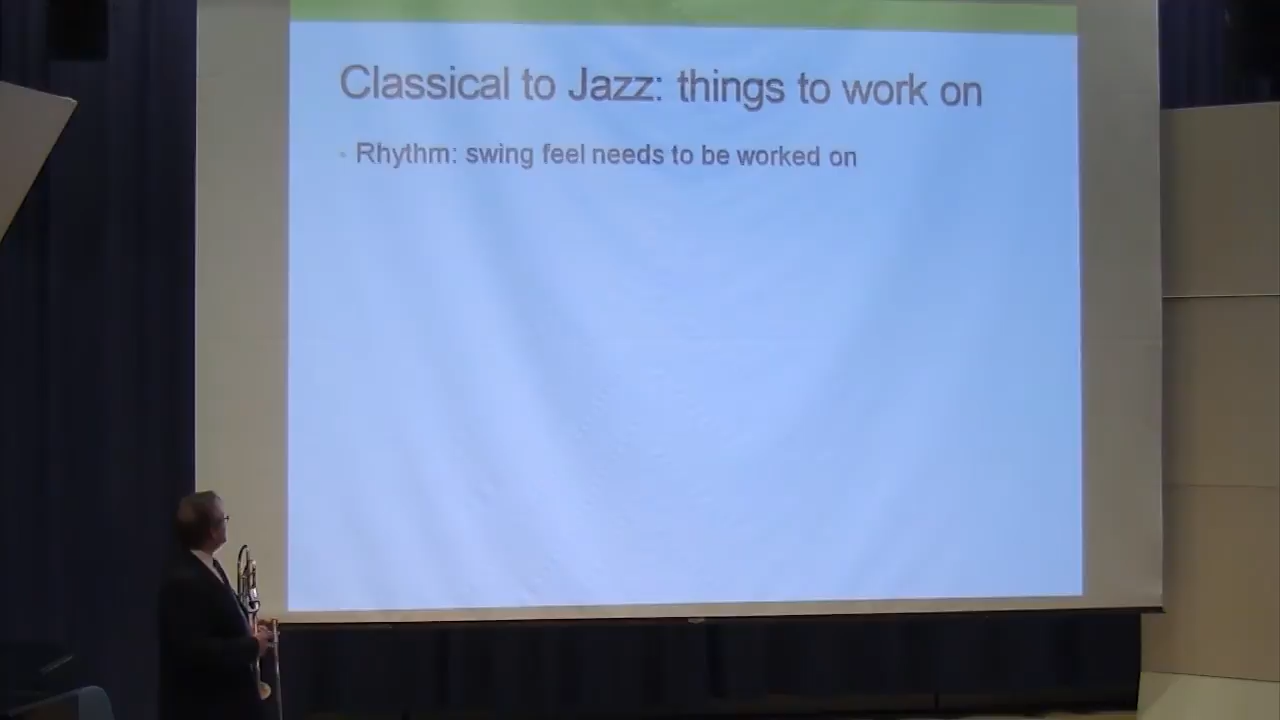 Classical to Jazz: things to work on
• Rhythm: swing feel needs to be worked on